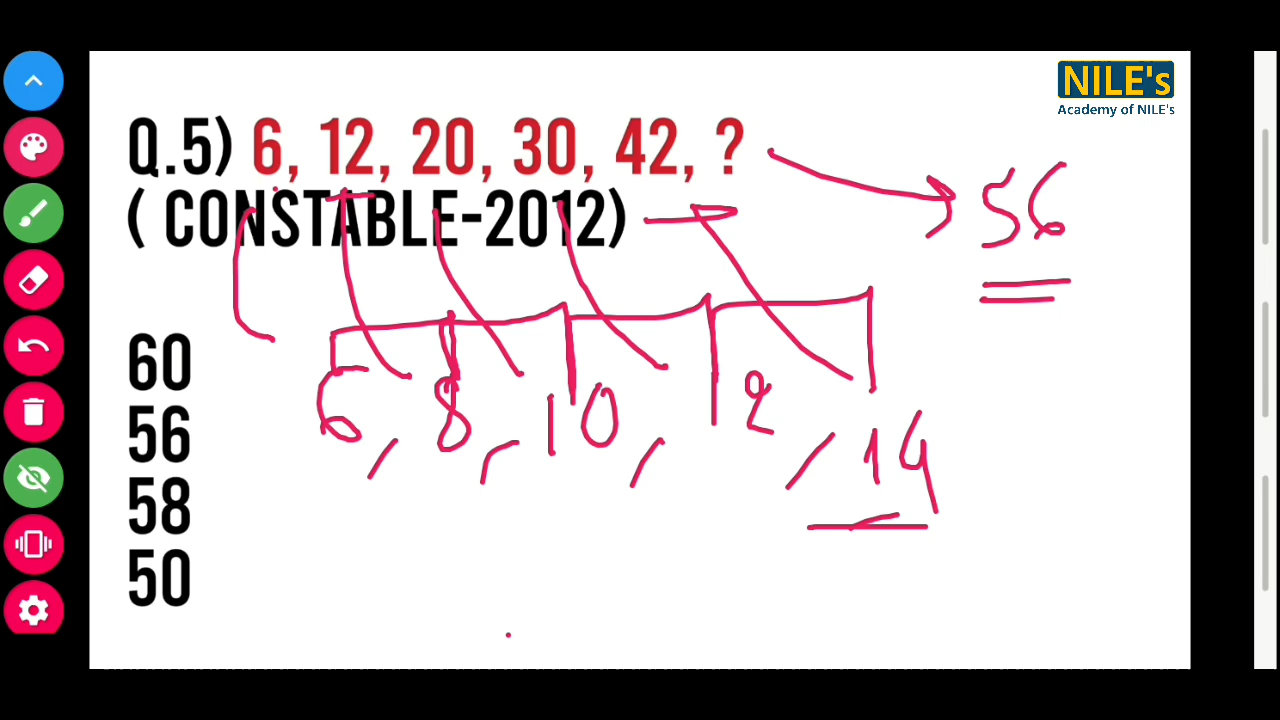 NILE's
Academy of NILE's
Q.5) 6, 12, 20, 30, 42, ?
( CONSTABLE-2012)
56
60
56
58
50
6, 8, 10, 12, 14